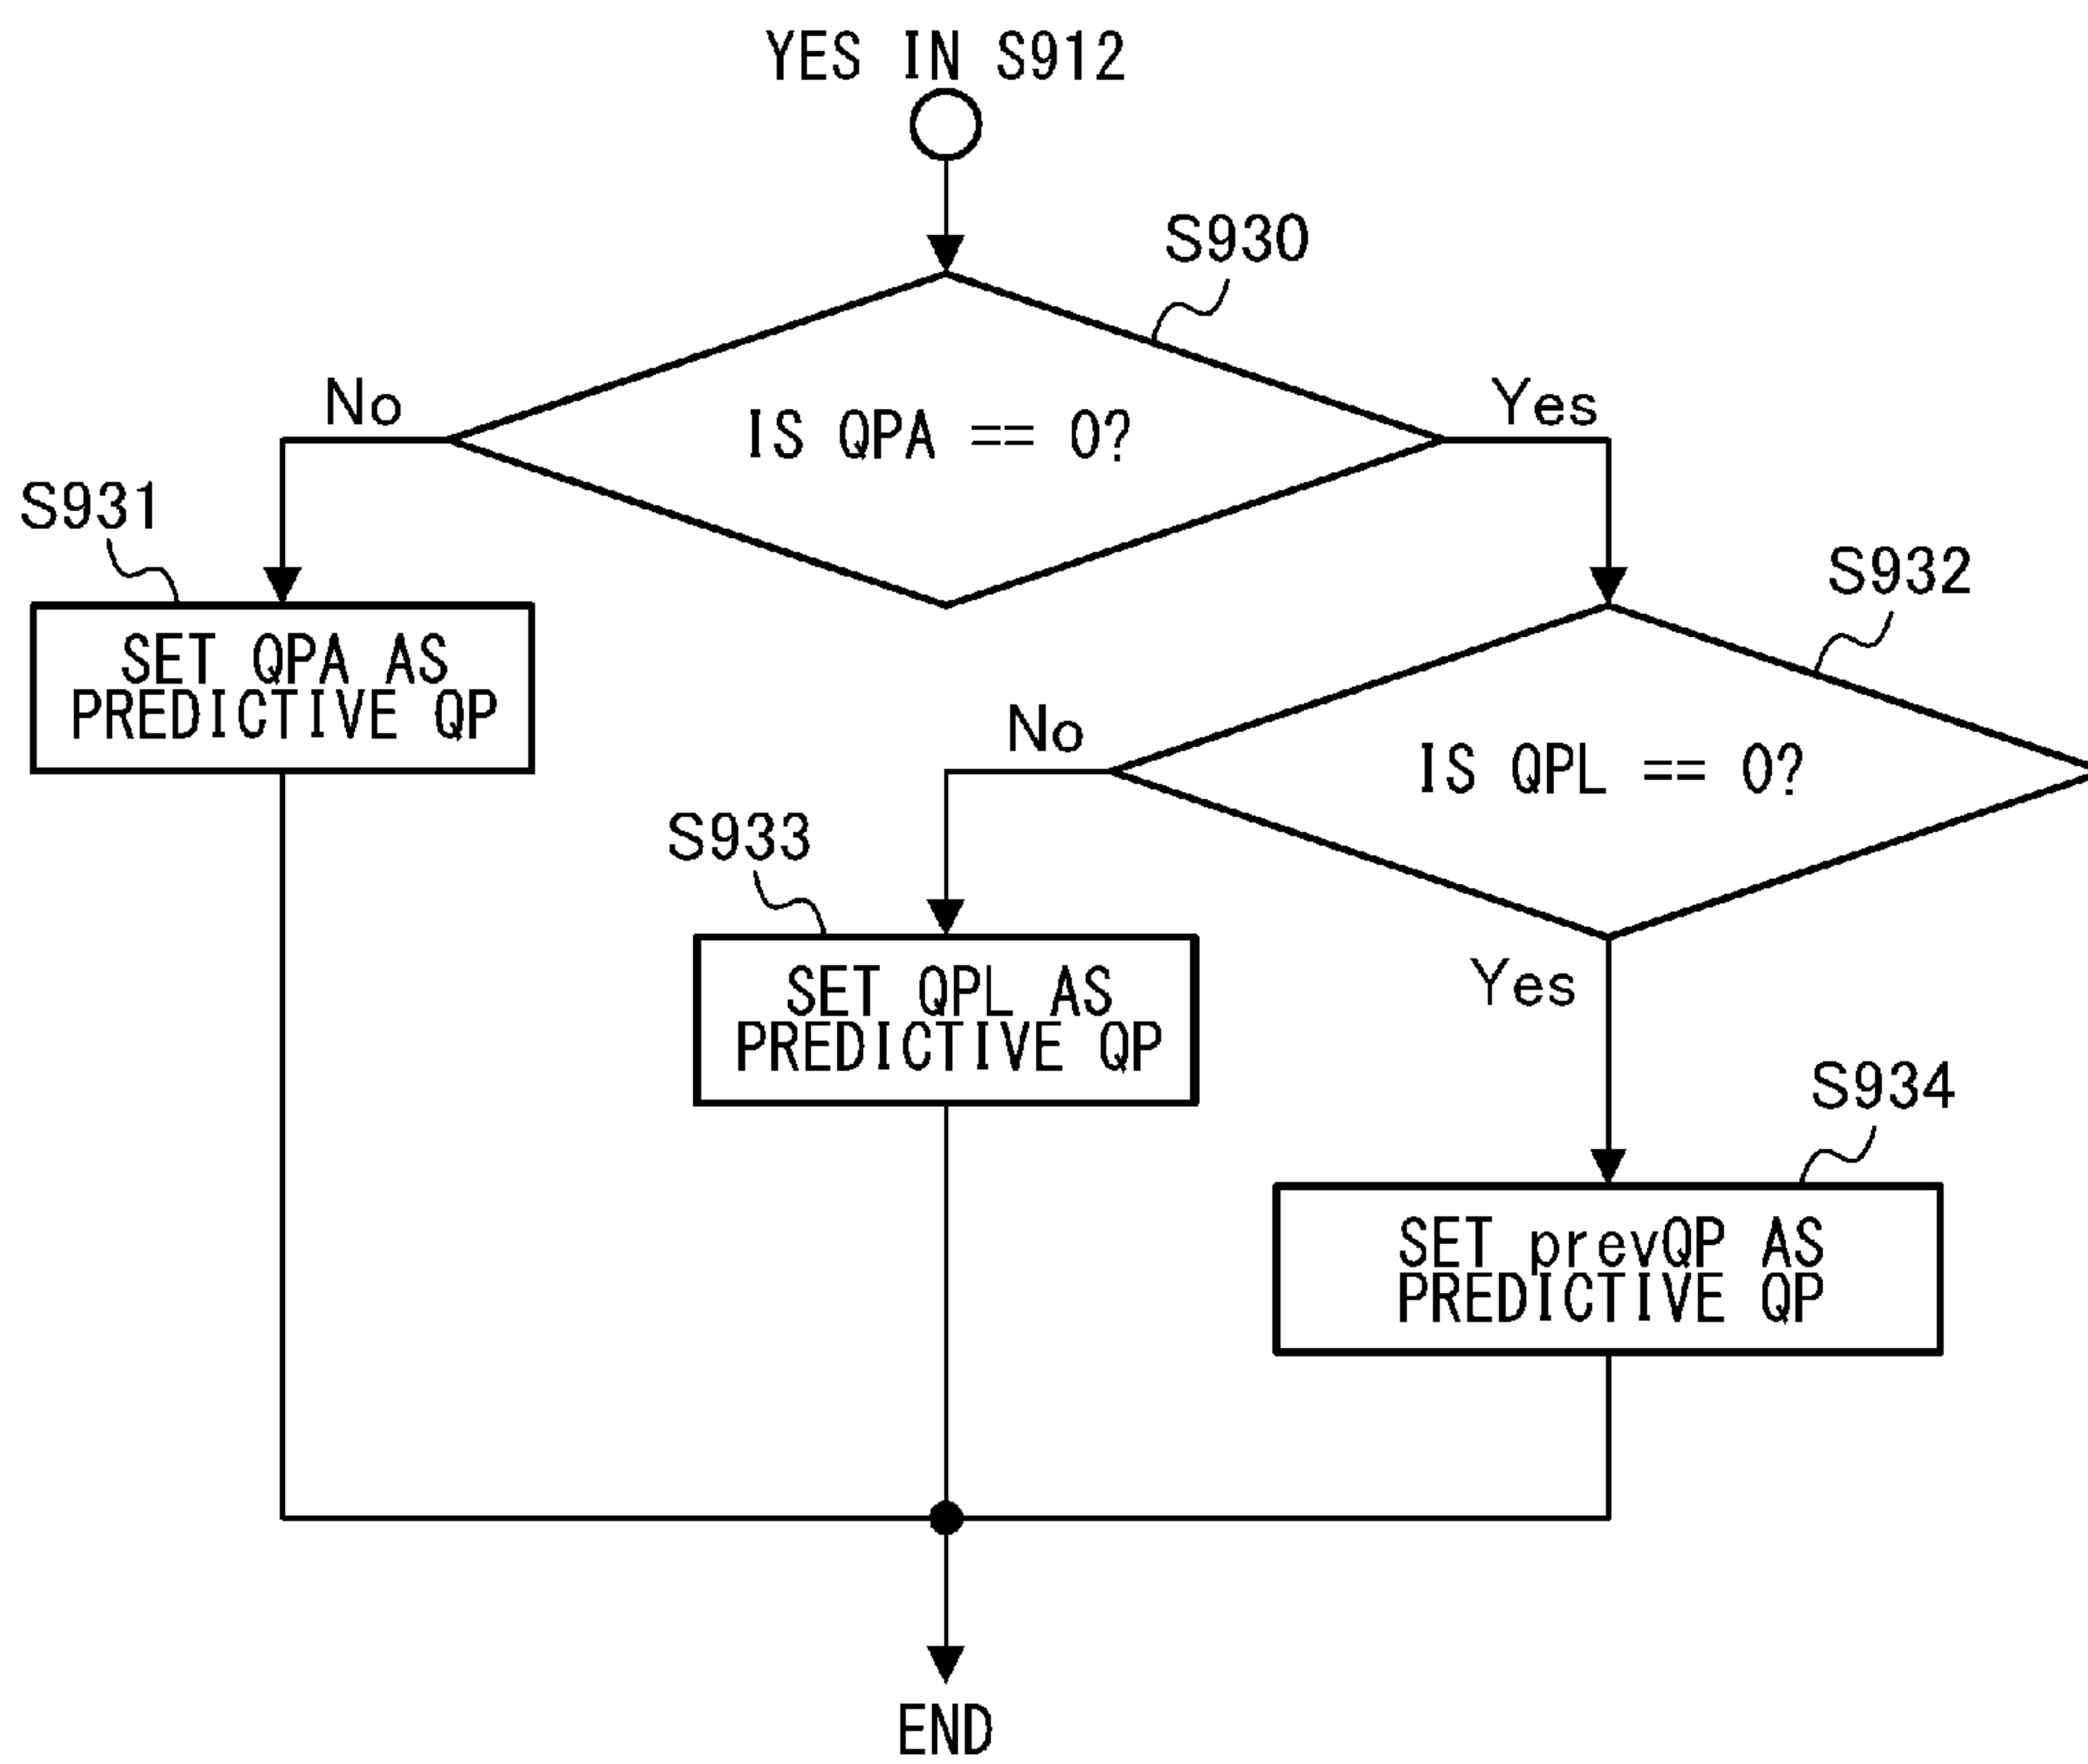 YES IN S912
S930
IS QPA == 0?
No
Yes
S931
SET QPA AS
PREDICTIVE QP
S932
IS QPL == 0?
No
Yes
S933
SET QPL AS
PREDICTIVE QP
S934
SET prevQP AS
PREDICTIVE QP
END